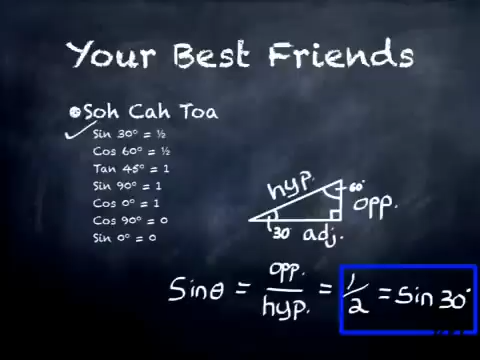 Your Best Friends
Soh Cah Toa
Sin 30° = ½
Cos 60° = ½
Tan 45° = 1
Sin 90° = 1
Cos 0° = 1
Cos 90° = 0
Sin 0° = 0
hyp. 60° opp.
30° adj.
Sinθ = opp./hyp. = 1/2 = Sin 30°